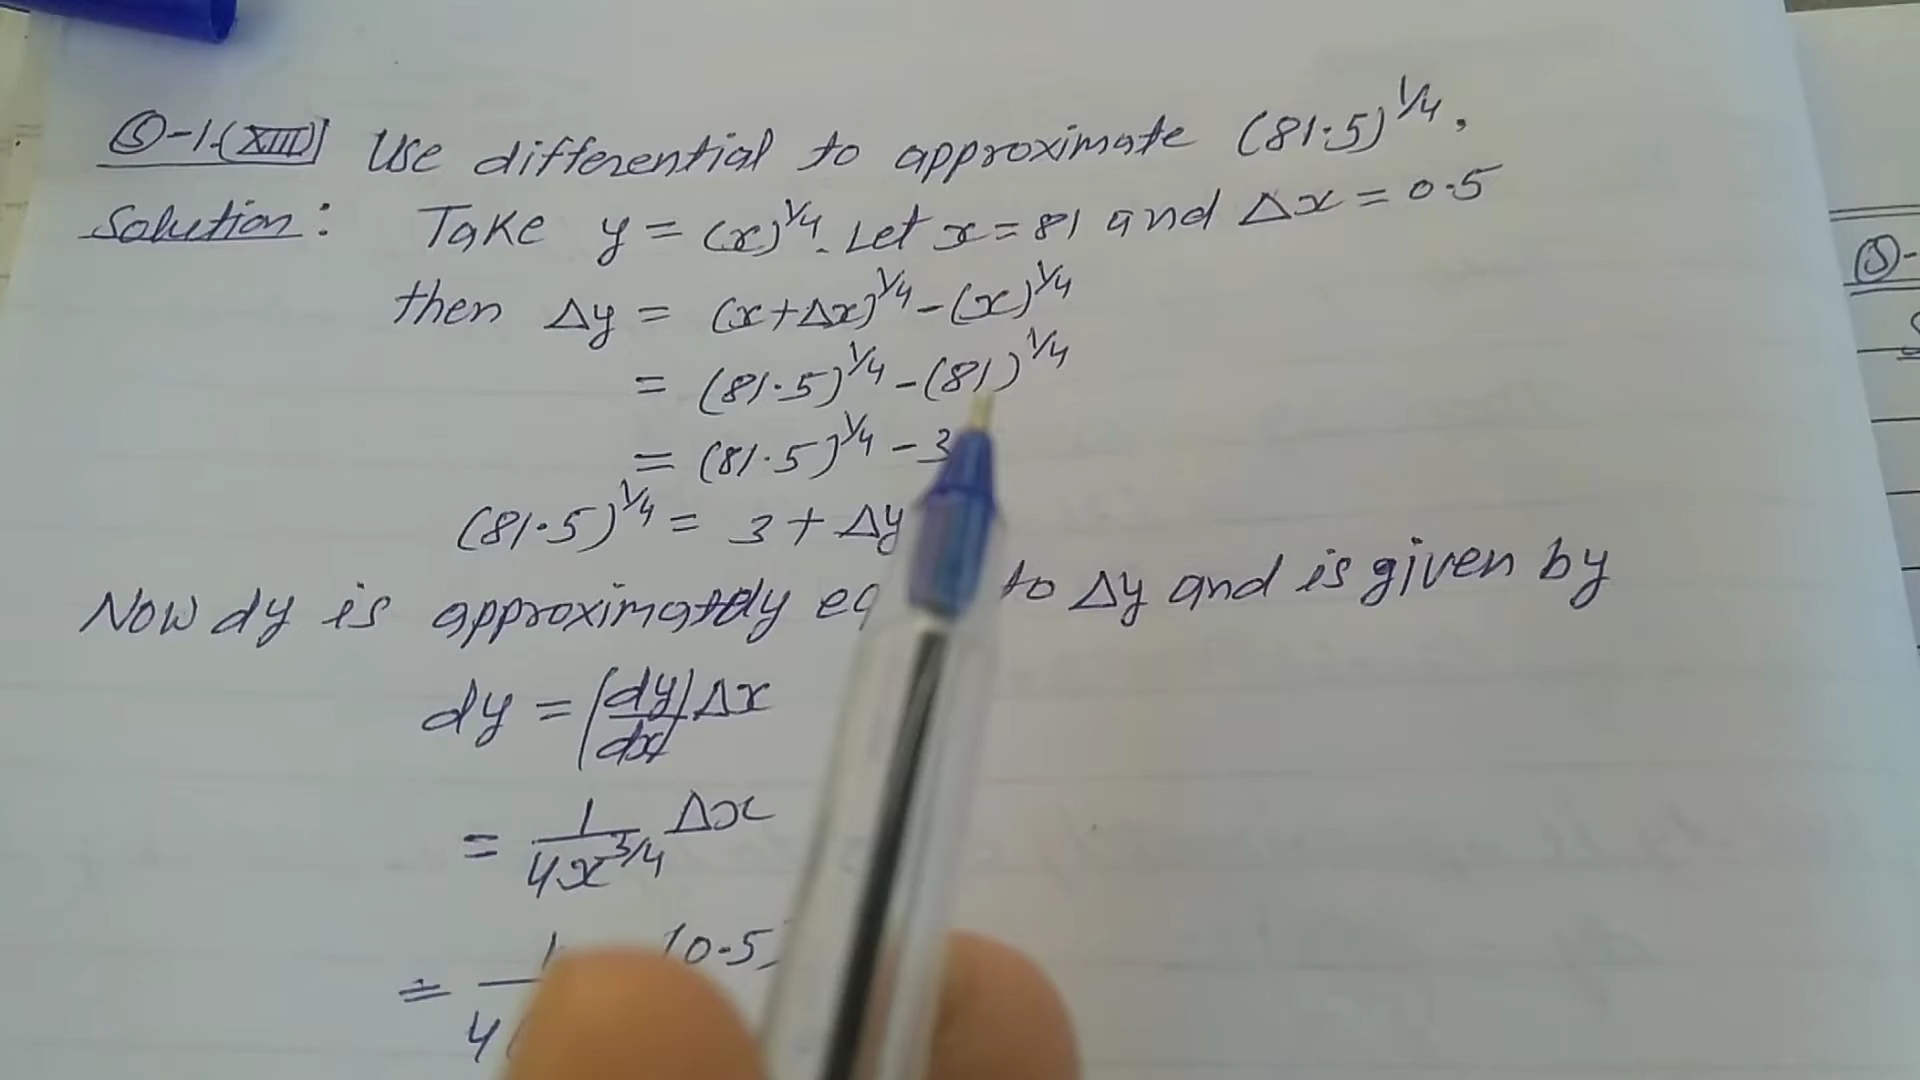 Q-1.(XIII) Use differential to approximate (81.5)^1/4.
Solution: Take y = (x)^1/4. Let x = 81 and Δx = 0.5
then Δy = (x+Δx)^1/4 - (x)^1/4
= (81.5)^1/4 - (81)^1/4
= (81.5)^1/4 - 3
(81.5)^1/4 = 3 + Δy
Now dy is approximately to Δy and is given by
dy = (dy/dx) Δx
= 1/4x^3/4 Δx
= 1/4( (0.5)
Q-